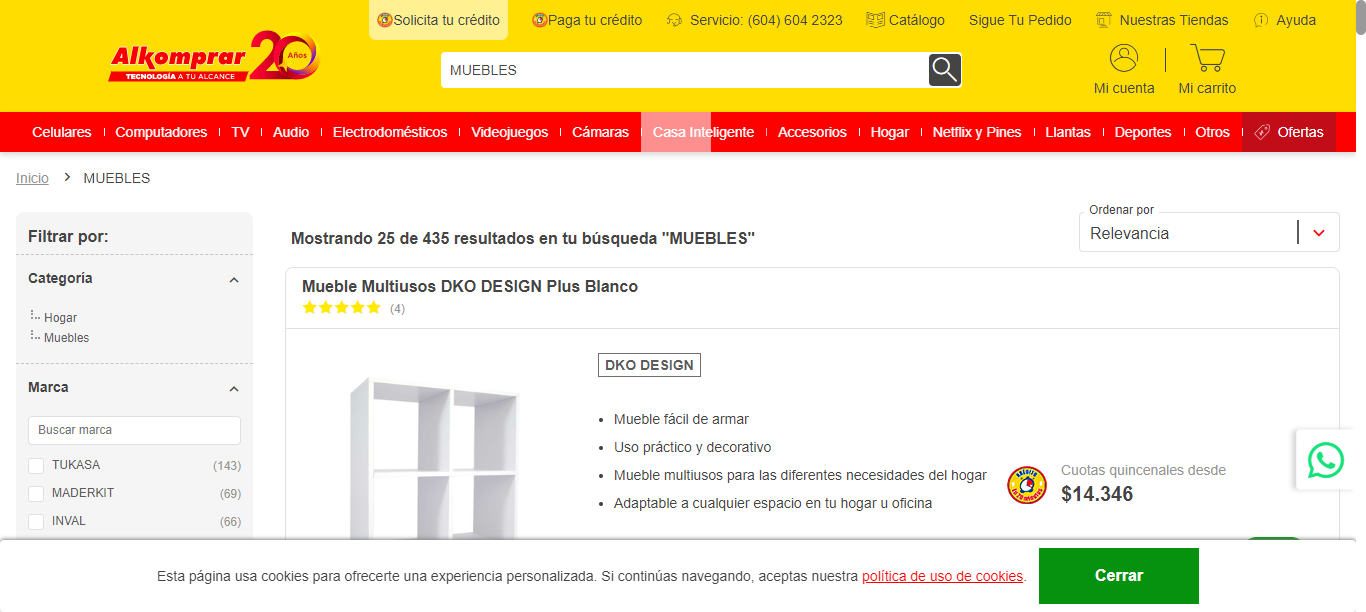 Solicita tu crédito
Paga tu crédito
Servicio: (604) 604 2323
Catálogo
Sigue Tu Pedido
Nuestras Tiendas
Ayuda
Alkomprar 20 Años
TECNOLOGÍA A TU ALCANCE
MUEBLES
Mi cuenta
Mi carrito
Celulares
Computadores
TV
Audio
Electrodomésticos
Videojuegos
Cámaras
Casa Inteligente
Accesorios
Hogar
Netflix y Pines
Llantas
Deportes
Otros
Ofertas
Inicio > MUEBLES
Filtrar por:
Categoría
Hogar
Muebles
Marca
Buscar marca
TUKASA (143)
MADERKIT (69)
INVAL (66)
Ordenar por
Relevancia
Mostrando 25 de 435 resultados en tu búsqueda "MUEBLES"
Mueble Multiusos DKO DESIGN Plus Blanco
(4)
DKO DESIGN
• Mueble fácil de armar
• Uso práctico y decorativo
• Mueble multiusos para las diferentes necesidades del hogar
• Adaptable a cualquier espacio en tu hogar u oficina
Cuotas quincenales desde
$14.346
Esta página usa cookies para ofrecerte una experiencia personalizada. Si continúas navegando, aceptas nuestra política de uso de cookies.
Cerrar